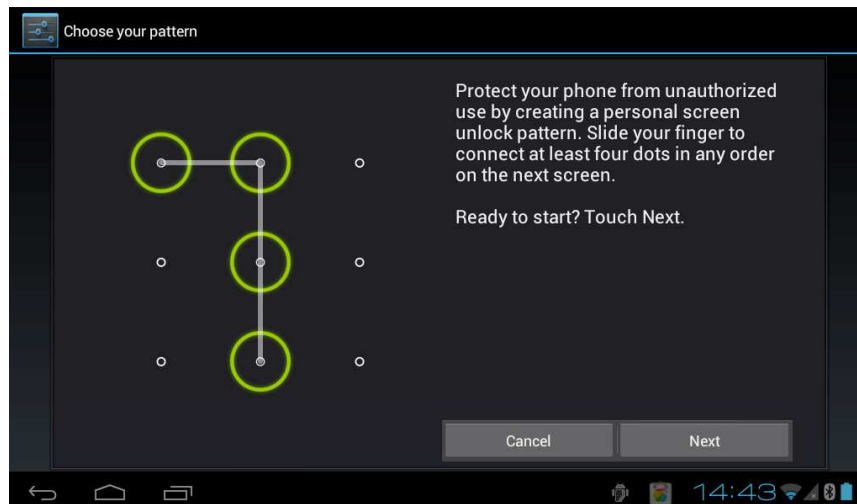 Choose your pattern
Protect your phone from unauthorized
use by creating a personal screen
unlock pattern. Slide your finger to
connect at least four dots in any order
on the next screen.
Ready to start? Touch Next.
Cancel
Next
14:43